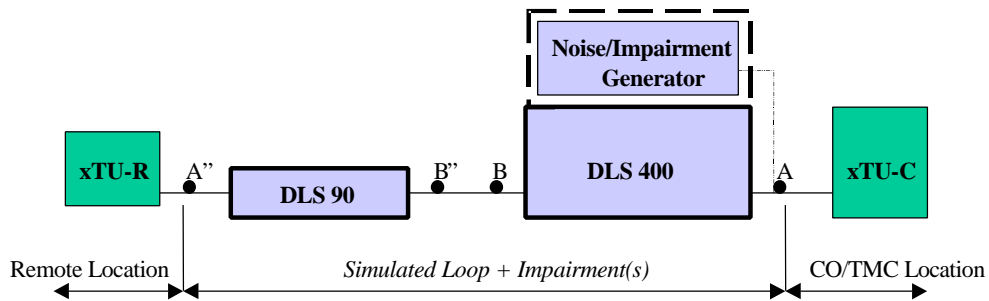 Noise/Impairment
Generator
xTU-R
A”
DLS 90
B”
B
DLS 400
A
xTU-C
Remote Location
Simulated Loop + Impairment(s)
CO/TMC Location